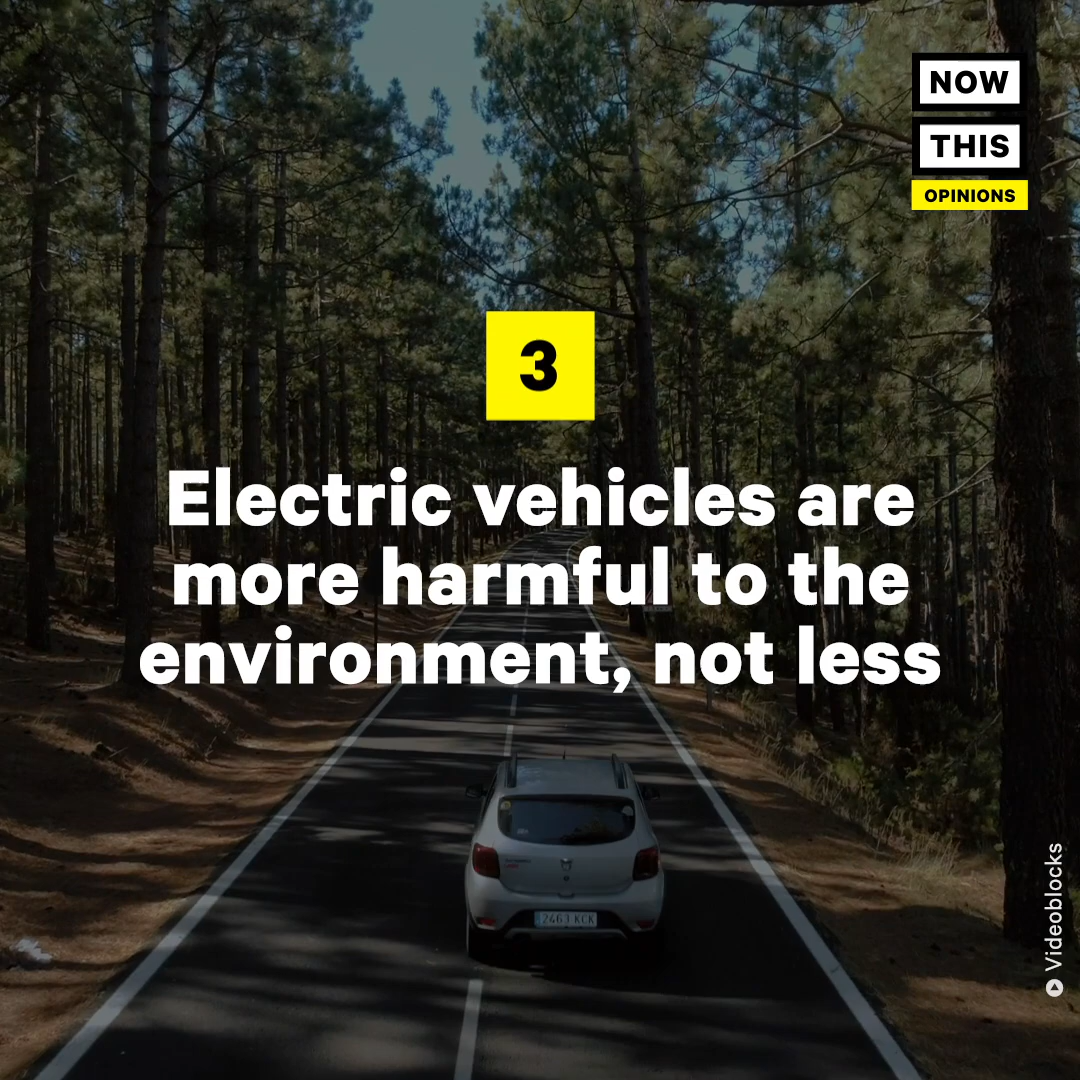 NOW
THIS
OPINIONS
3
Electric vehicles are
more harmful to the
environment, not less
2463 KCK
Videoblocks